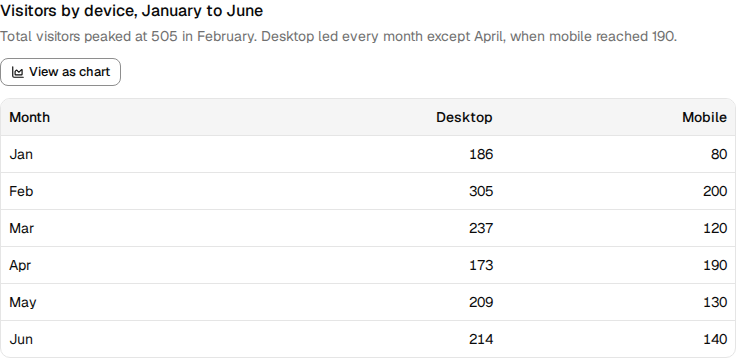 Visitors by device, January to June
Total visitors peaked at 505 in February. Desktop led every month except April, when mobile reached 190.
View as chart
Month Desktop Mobile
Jan 186 80
Feb 305 200
Mar 237 120
Apr 173 190
May 209 130
Jun 214 140